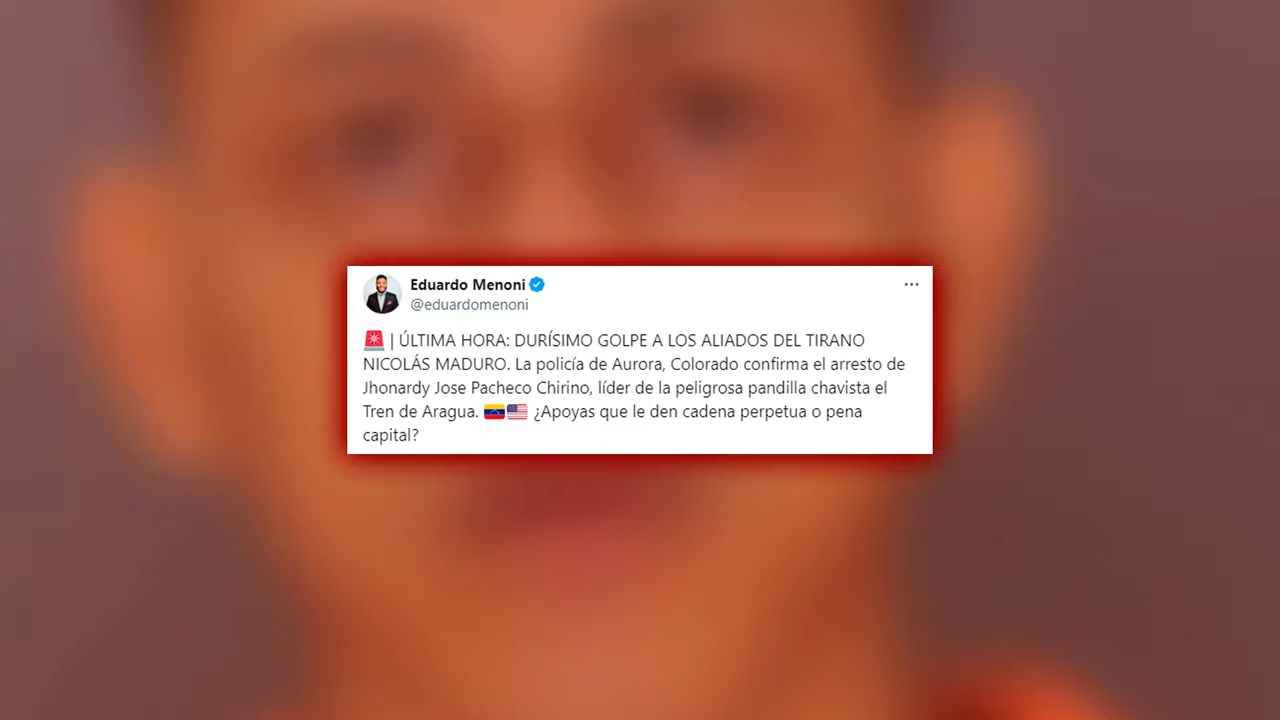 Eduardo Menoni
@eduardomenoni
🚨 | ÚLTIMA HORA: DURÍSIMO GOLPE A LOS ALIADOS DEL TIRANO
NICOLÁS MADURO. La policía de Aurora, Colorado confirma el arresto de
Jhonardy Jose Pacheco Chirino, líder de la peligrosa pandilla chavista el
Tren de Aragua. 🇻🇪🇺🇸 ¿Apoyas que le den cadena perpetua o pena
capital?